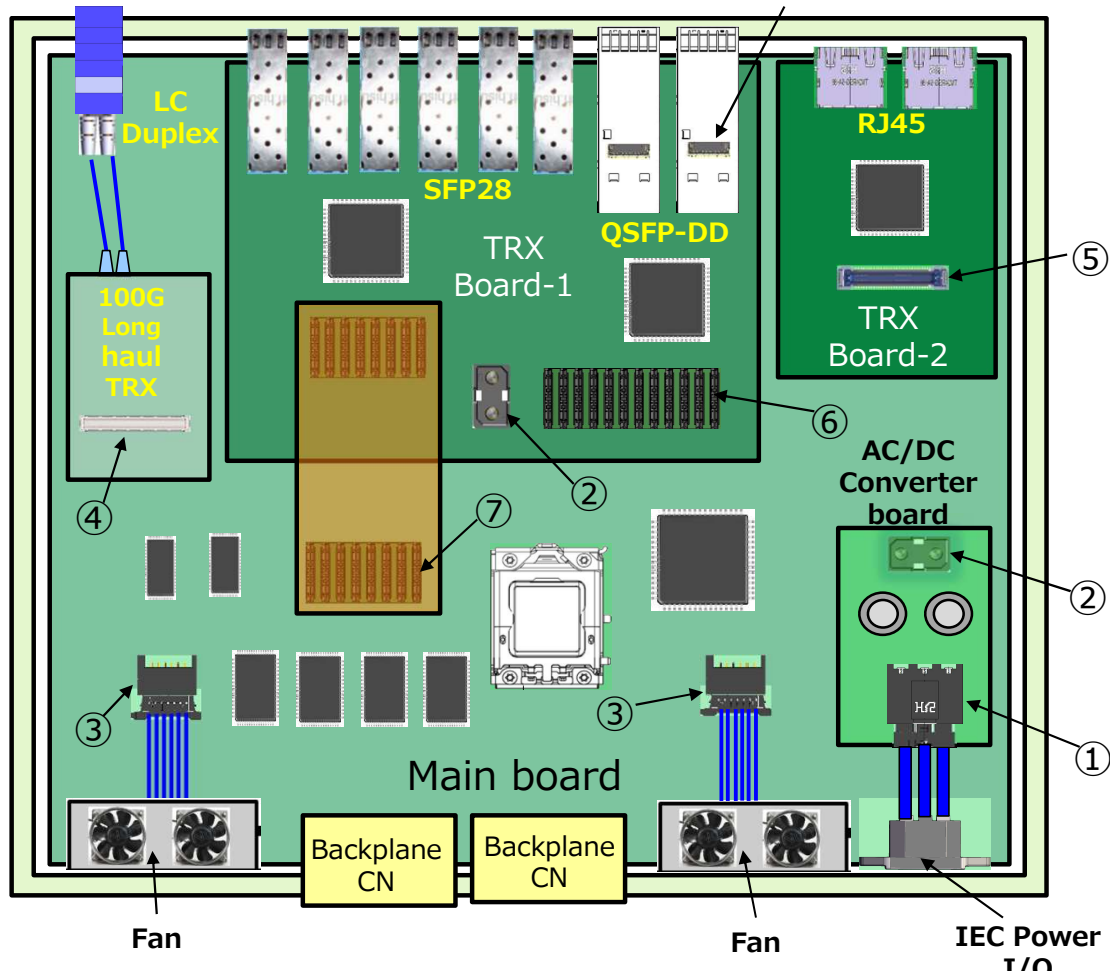 LC
Duplex
SFP28
QSFP-DD
RJ45
TRX
Board-1
⑤
100G
Long
haul
TRX
TRX
Board-2
⑥
②
④
⑦
AC/DC
Converter
board
②
③
③
HRS
①
Main board
Backplane
CN
Backplane
CN
Fan
Fan
IEC Power
I/O